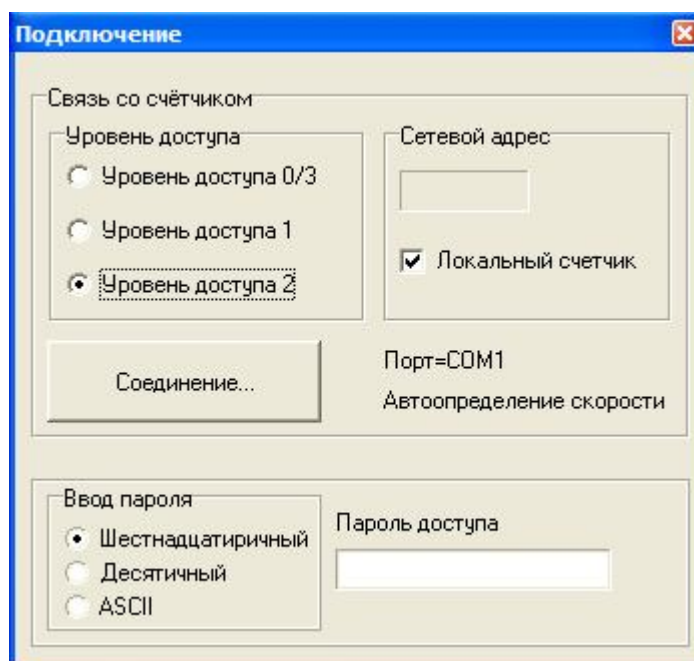 Подключение
Связь со счётчиком
Уровень доступа
Уровень доступа 0/3
Уровень доступа 1
Уровень доступа 2
Сетевой адрес
Локальный счетчик
Соединение...
Порт=COM1
Автоопределение скорости
Ввод пароля
Шестнадцатиричный
Десятичный
ASCII
Пароль доступа